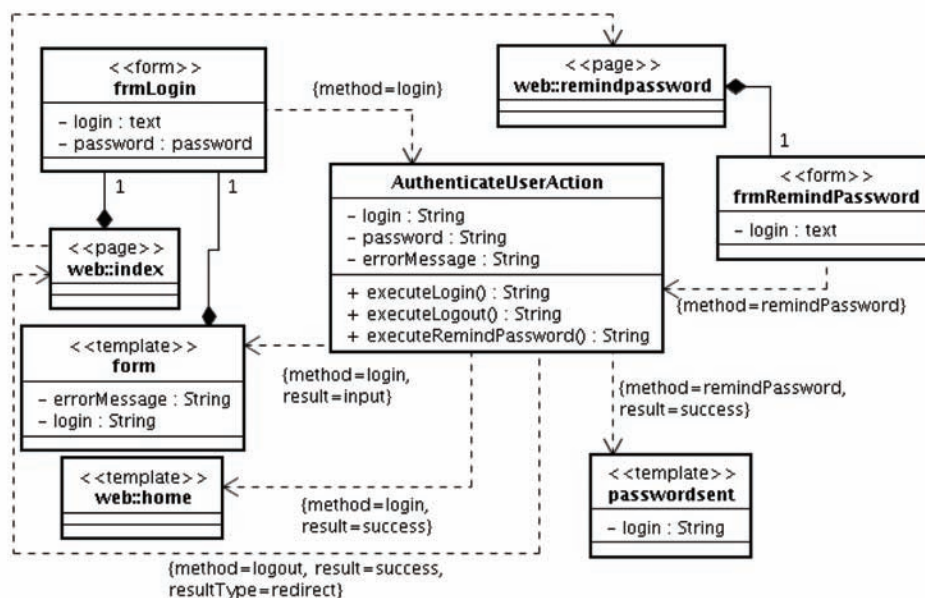 <<form>>
frmLogin
- login : text
- password : password
{method=login}
<<page>>
web::remindpassword
1
1
1
AuthenticateUserAction
- login : String
- password : String
- errorMessage : String
+ executeLogin() : String
+ executeLogout() : String
+ executeRemindPassword() : String
<<form>>
frmRemindPassword
- login : text
<<page>>
web::index
{method=remindPassword}
<<template>>
form
- errorMessage : String
- login : String
{method=login,
result=input}
{method=remindPassword,
result=success}
<<template>>
web::home
{method=login,
result=success}
<<template>>
passwordsent
- login : String
{method=logout, result=success,
resultType=redirect}